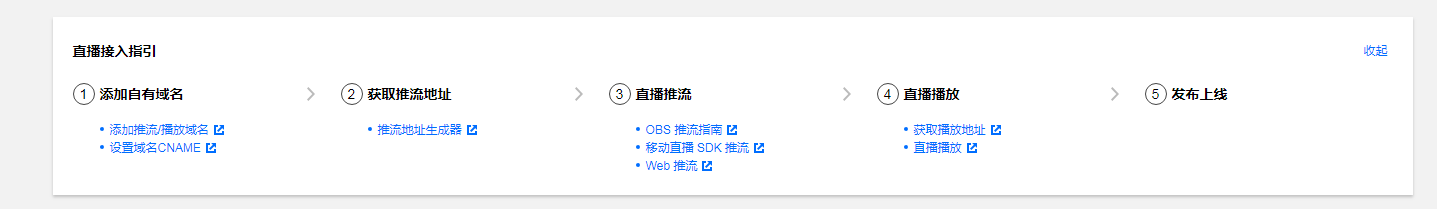 直播接入指引
收起
1 添加自有域名
2 获取推流地址
3 直播推流
4 直播播放
5 发布上线
添加推流/播放域名
设置域名CNAME
推流地址生成器
OBS 推流指南
移动直播 SDK 推流
Web 推流
获取播放地址
直播播放